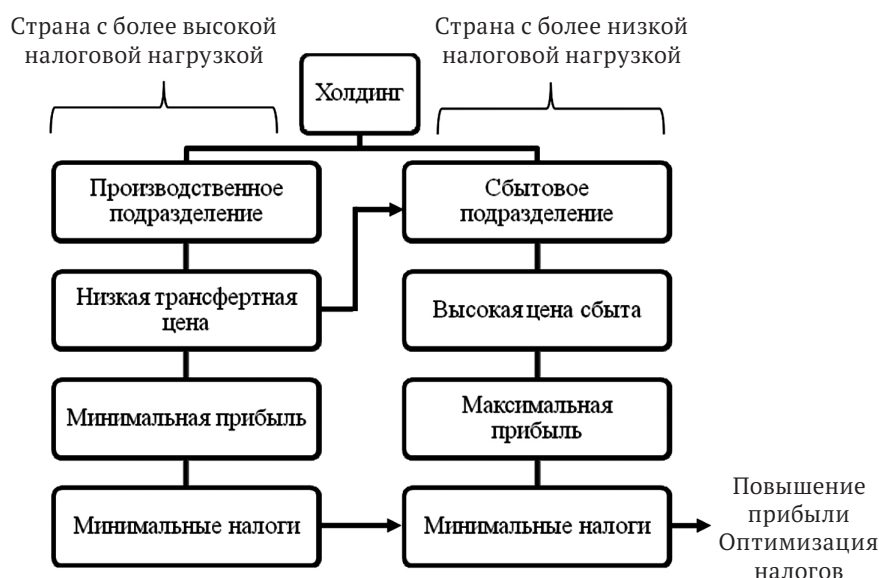 Страна с более высокой
налоговой нагрузкой
Страна с более низкой
налоговой нагрузкой
Холдинг
Производственное
подразделение
Сбытовое
подразделение
Низкая трансфертная
цена
Высокая цена сбыта
Минимальная прибыль
Максимальная
прибыль
Минимальные налоги
Минимальные налоги
Повышение
прибыли
Оптимизация
налогов